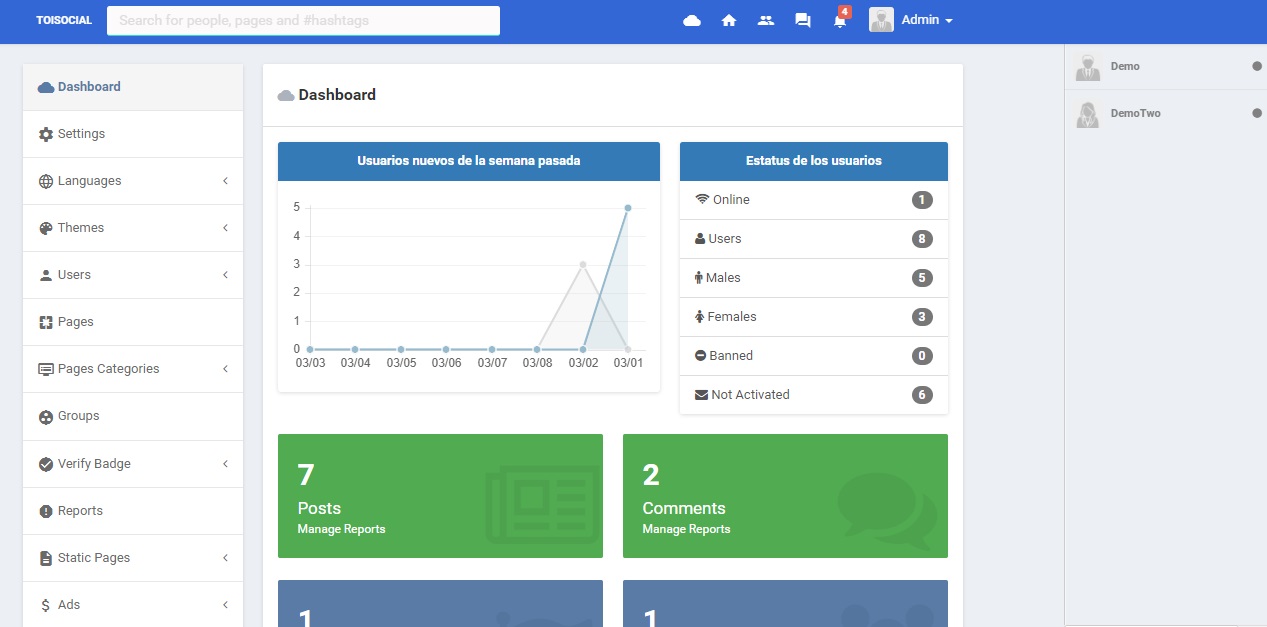 TOISOCIAL
Search for people, pages and #hashtags
4
Admin
Dashboard
Settings
Languages
Themes
Users
Pages
Pages Categories
Groups
Verify Badge
Reports
Static Pages
Ads
Dashboard
Usuarios nuevos de la semana pasada
5
4
3
2
1
0
03/03 03/04 03/05 03/06 03/07 03/08 03/02 03/01
Estatus de los usuarios
Online 1
Users 8
Males 5
Females 3
Banned 0
Not Activated 6
7
Posts
Manage Reports
2
Comments
Manage Reports
1
1
Demo
DemoTwo